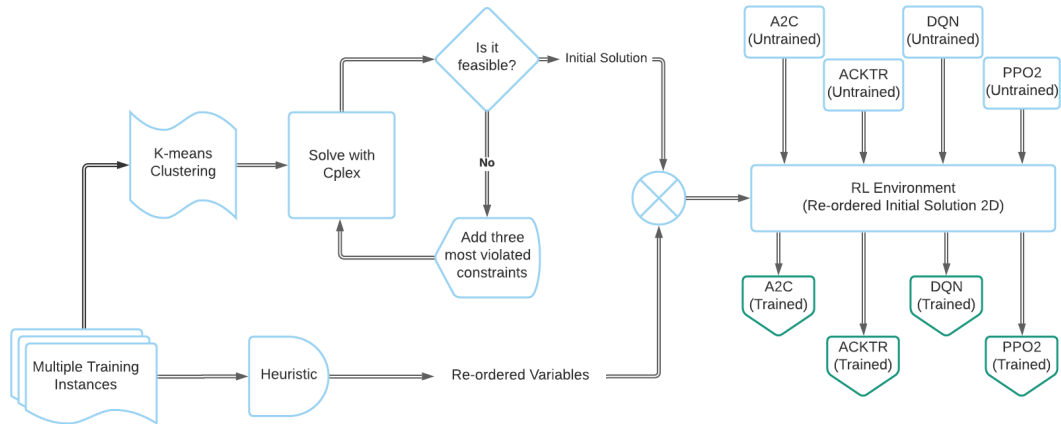 Is it
feasible?
Initial Solution
No
K-means
Clustering
Solve with
Cplex
Add three
most violated
constraints
Multiple Training
Instances
Heuristic
Re-ordered Variables
A2C
(Untrained)
ACKTR
(Untrained)
DQN
(Untrained)
PPO2
(Untrained)
RL Environment
(Re-ordered Initial Solution 2D)
A2C
(Trained)
ACKTR
(Trained)
DQN
(Trained)
PPO2
(Trained)